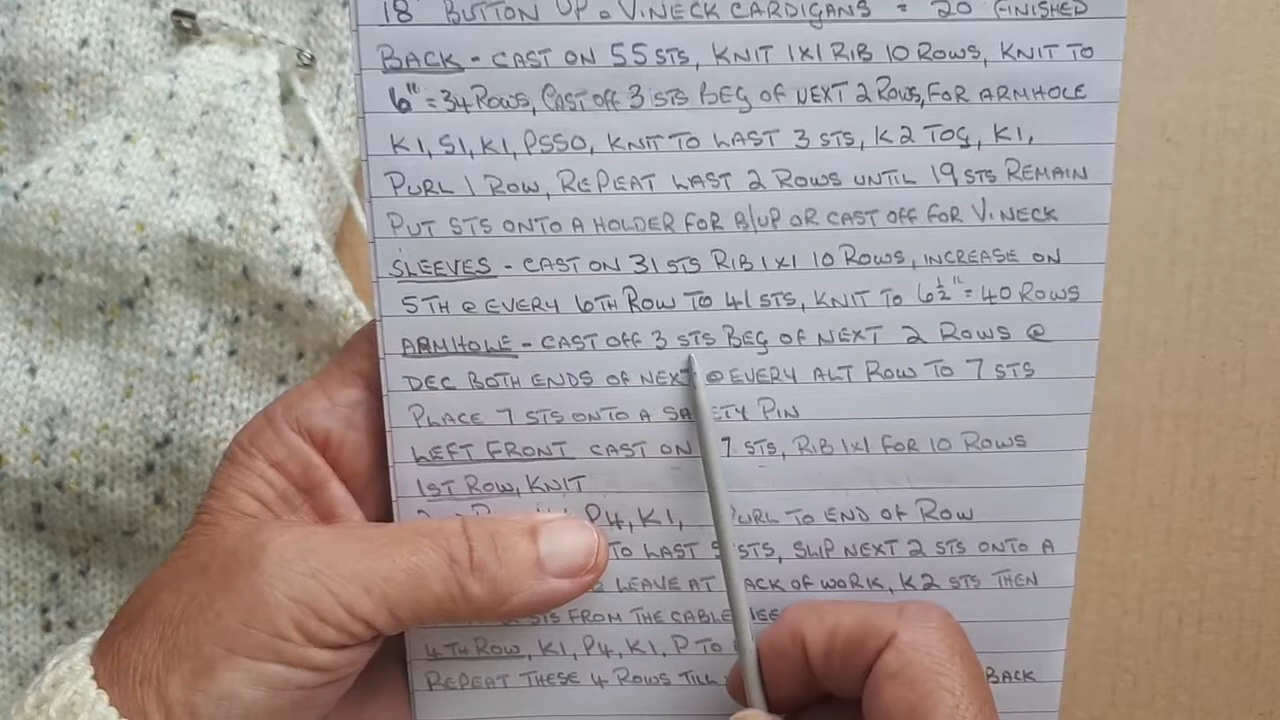 18" BUTTON UP @ V.NECK CARDIGANS = 20 FINISHED
BACK - CAST ON 55 STS, KNIT 1X1 RIB 10 ROWS, KNIT TO
6" = 34 ROWS, CAST OFF 3 STS BEG OF NEXT 2 ROWS, FOR ARMHOLE
K1, S1, K1, PSSO, KNIT TO LAST 3 STS, K2 TOG, K1,
PURL 1 ROW, REPEAT LAST 2 ROWS UNTIL 19 STS REMAIN
PUT STS ONTO A HOLDER FOR B/UP OR CAST OFF FOR V.NECK
SLEEVES - CAST ON 31 STS RIB 1X1 10 ROWS, INCREASE ON
5TH @ EVERY 6TH ROW TO 41 STS, KNIT TO 6½" = 40 ROWS
ARMHOLE - CAST OFF 3 STS BEG OF NEXT 2 ROWS @
DEC BOTH ENDS OF NEXT @ EVERY ALT ROW TO 7 STS
PLACE 7 STS ONTO A SAFETY PIN
LEFT FRONT CAST ON 7 STS, RIB 1X1 FOR 10 ROWS
1ST ROW, KNIT
P4, K1, PURL TO END OF ROW
TO LAST STS, SLIP NEXT 2 STS ONTO A
LEAVE AT BACK OF WORK, K2 STS THEN
STS FROM THE CABLE
4TH ROW, K1, P4, K1, P TO
REPEAT THESE 4 ROWS TILL BACK